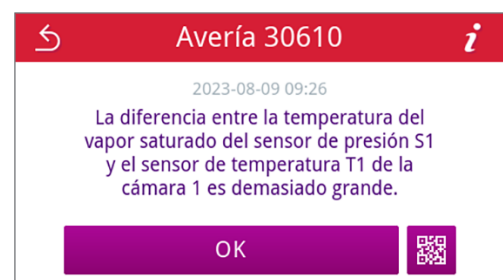 Avería 30610
i
2023-08-09 09:26
La diferencia entre la temperatura del
vapor saturado del sensor de presión S1
y el sensor de temperatura T1 de la
cámara 1 es demasiado grande.
OK